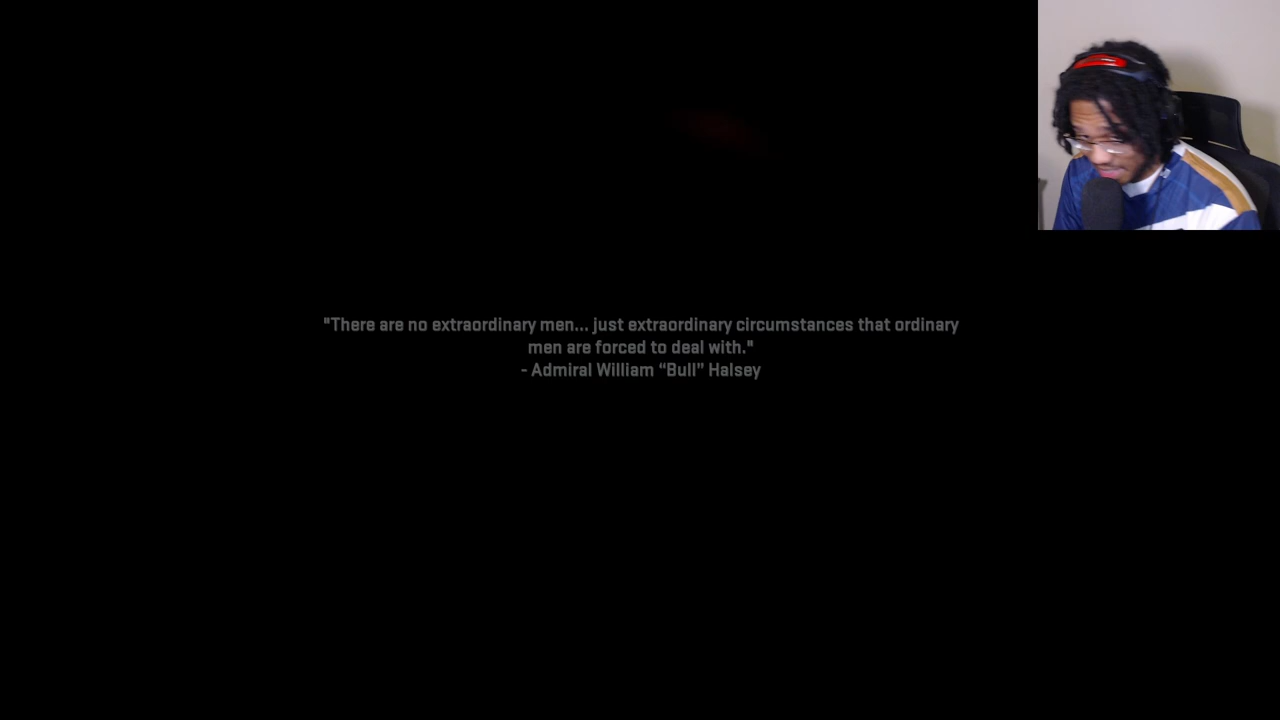 "There are no extraordinary men... just extraordinary circumstances that ordinary
men are forced to deal with."
- Admiral William “Bull” Halsey